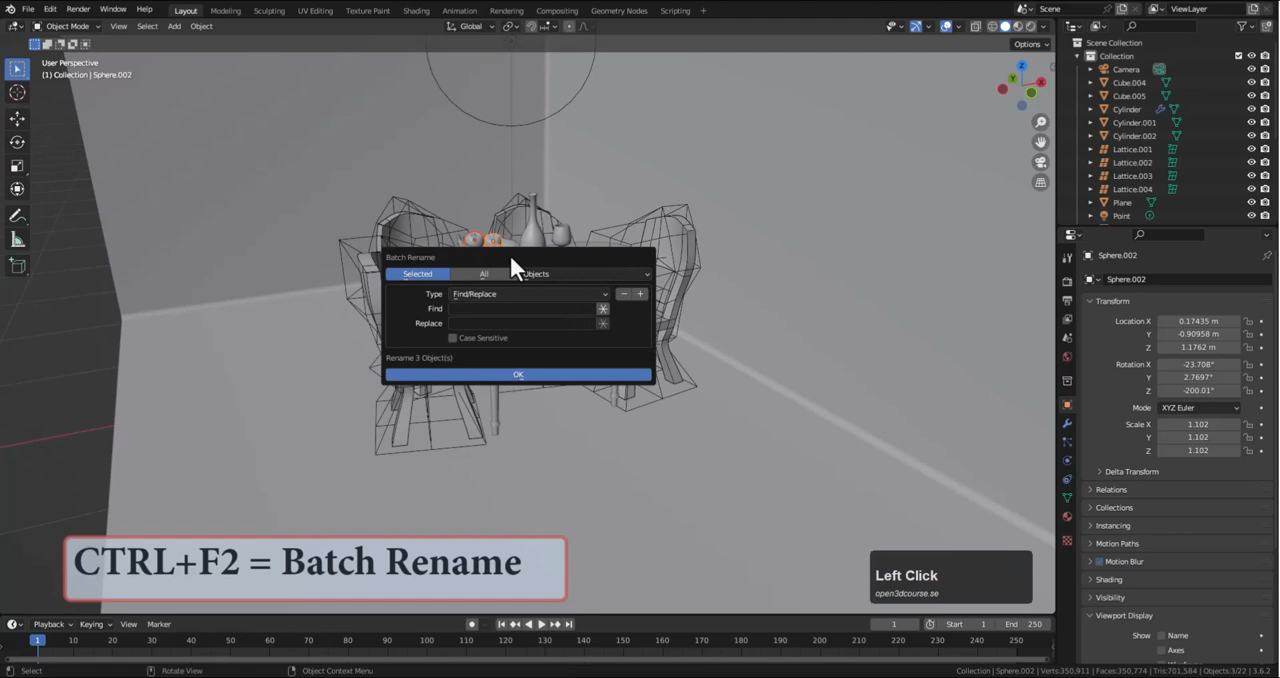 File Edit Render Window Help Layout Modeling Sculpting UV Editing Texture Paint Shading Animation Rendering Compositing Geometry Nodes Scripting + Scene ViewLayer
Object Mode View Select Add Object Global
Options
User Perspective
(1) Collection | Sphere.002
Z
Y
X
Batch Rename
Selected All Objects
Type Find/Replace
Find
Replace
Case Sensitive
Rename 3 Object(s)
OK
CTRL+F2 = Batch Rename
Left Click
open3dcourse.se
Scene Collection
Collection
Camera
Cube.004
Cube.005
Cylinder
Cylinder.001
Cylinder.002
Lattice.001
Lattice.002
Lattice.003
Lattice.004
Plane
Point
Sphere.002
Sphere.002
Transform
Location X 0.17435 m
Y -0.90958 m
Z 1.1762 m
Rotation X -23.708°
Y 2.7697°
Z -200.01°
Mode XYZ Euler
Scale X 1.102
Y 1.102
Z 1.102
Delta Transform
Relations
Collections
Instancing
Motion Paths
Motion Blur
Shading
Visibility
Viewport Display
Show Name
Axes
Playback Keying View Marker 1 Start 1 End 250
1 10 20 30 40 50 60 70 80 90 100 110 120 130 140 150 160 170 180 190 200 210 220 230 240 250
Select Rotate View Object Context Menu Collection | Sphere.002 | Verts:350,911 | Faces:350,774 | Tris:701,584 | Objects:3/22 | 3.6.2